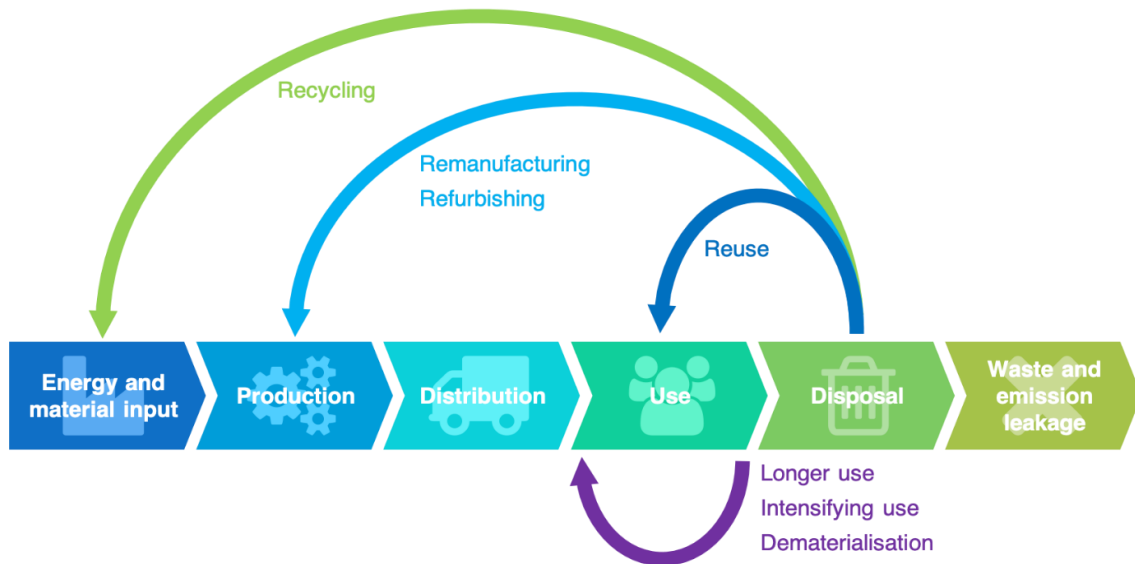 Recycling
Remanufacturing
Refurbishing
Reuse
Energy and
material input
Production
Distribution
Use
Disposal
Waste and
emission
leakage
Longer use
Intensifying use
Dematerialisation